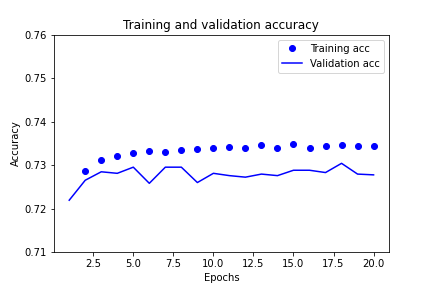 Training and validation accuracy
0.76
Training acc
Validation acc
0.75
0.74
Accuracy
0.73
0.72
0.71
2.5 5.0 7.5 10.0 12.5 15.0 17.5 20.0
Epochs